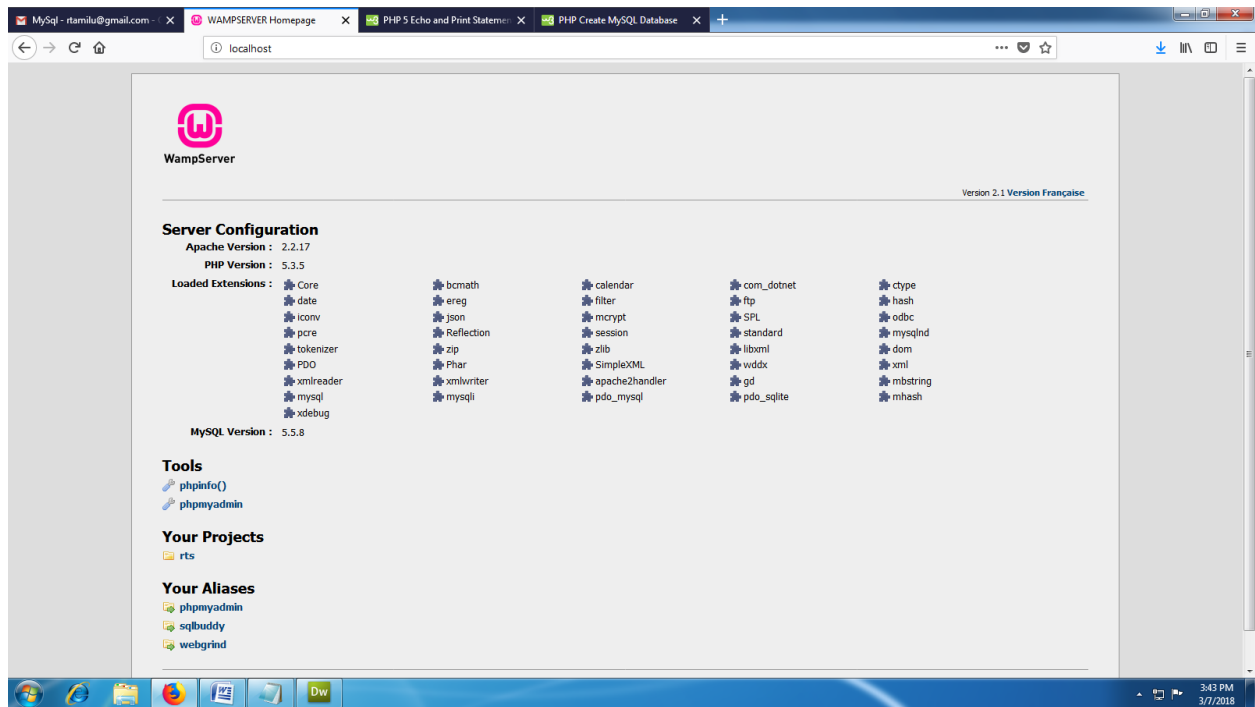 MySql - rtamilu@gmail.com -
WAMPSERVER Homepage
PHP 5 Echo and Print Statemen
PHP Create MySQL Database
localhost
WampServer
Version 2.1 Version Française
Server Configuration
Apache Version : 2.2.17
PHP Version : 5.3.5
Loaded Extensions : Core bcmath calendar com_dotnet ctype
date ereg filter ftp hash
iconv json mcrypt SPL odbc
pcre Reflection session standard mysqlnd
tokenizer zip zlib libxml dom
PDO Phar SimpleXML wddx xml
xmlreader xmlwriter apache2handler gd mbstring
mysql mysqli pdo_mysql pdo_sqlite mhash
xdebug
MySQL Version : 5.5.8
Tools
phpinfo()
phpmyadmin
Your Projects
rts
Your Aliases
phpmyadmin
sqlbuddy
webgrind
Dw
3:43 PM
3/7/2018